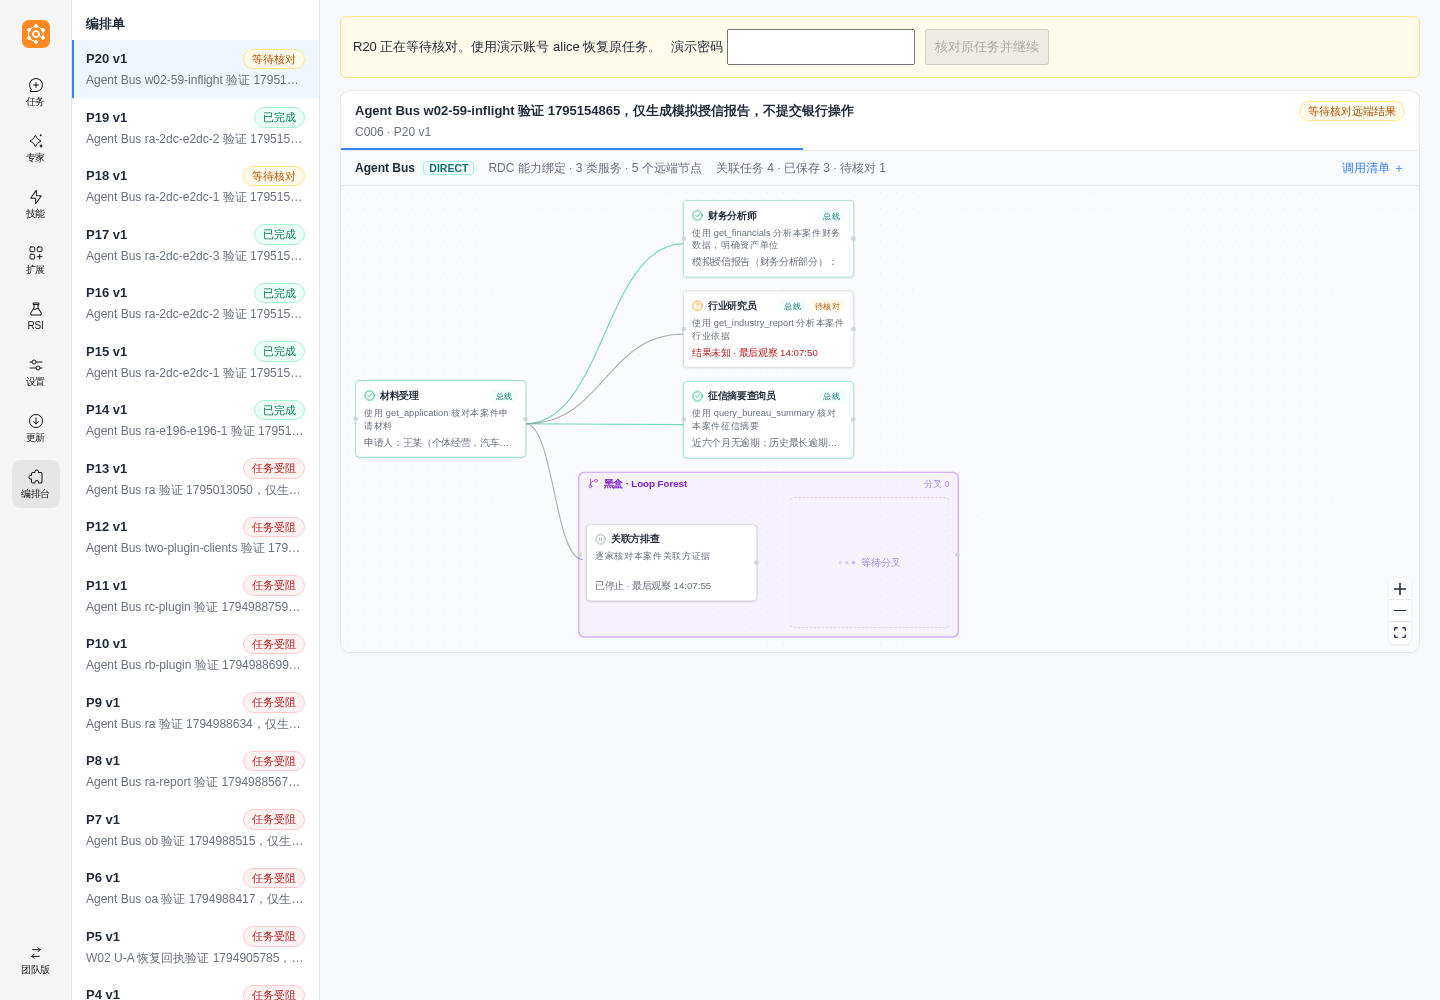 任务
专家
技能
扩展
RSI
设置
更新
编排台
团队版
编排单
P20 v1 等待核对
Agent Bus w02-59-inflight 验证 17951…
P19 v1 已完成
Agent Bus ra-2dc-e2dc-2 验证 179515…
P18 v1 等待核对
Agent Bus ra-2dc-e2dc-1 验证 179515…
P17 v1 已完成
Agent Bus ra-2dc-e2dc-3 验证 179515…
P16 v1 已完成
Agent Bus ra-2dc-e2dc-2 验证 179515…
P15 v1 已完成
Agent Bus ra-2dc-e2dc-1 验证 179515…
P14 v1 已完成
Agent Bus ra-e196-e196-1 验证 17951…
P13 v1 任务受阻
Agent Bus ra 验证 1795013050，仅生…
P12 v1 任务受阻
Agent Bus two-plugin-clients 验证 179…
P11 v1 任务受阻
Agent Bus rc-plugin 验证 1794988759…
P10 v1 任务受阻
Agent Bus rb-plugin 验证 1794988699…
P9 v1 任务受阻
Agent Bus ra 验证 1794988634，仅生…
P8 v1 任务受阻
Agent Bus ra-report 验证 1794988567…
P7 v1 任务受阻
Agent Bus ob 验证 1794988515，仅生…
P6 v1 任务受阻
Agent Bus oa 验证 1794988417，仅生…
P5 v1 任务受阻
W02 U-A 恢复回执验证 1794905785，…
P4 v1 任务受阻
R20 正在等待核对。使用演示账号 alice 恢复原任务。 演示密码 核对原任务并继续
Agent Bus w02-59-inflight 验证 1795154865，仅生成模拟授信报告，不提交银行操作 等待核对远端结果
C006 · P20 v1
Agent Bus DIRECT RDC 能力绑定 · 3 类服务 · 5 个远端节点 关联任务 4 · 已保存 3 · 待核对 1 调用清单 ＋
财务分析师 总线
使用 get_financials 分析本案件财务
数据，明确资产单位
模拟授信报告（财务分析部分）：
行业研究员 总线 待核对
使用 get_industry_report 分析本案件
行业依据
结果未知 · 最后观察 14:07:50
材料受理 总线
使用 get_application 核对本案件申
请材料
申请人：王某（个体经营，汽车…
征信摘要查询员 总线
使用 query_bureau_summary 核对
本案件征信摘要
近六个月无逾期；历史最长逾期…
黑盒 · Loop Forest 分叉 0
关联方排查
逐家核对本案件关联方证据
已停止 · 最后观察 14:07:55
等待分叉